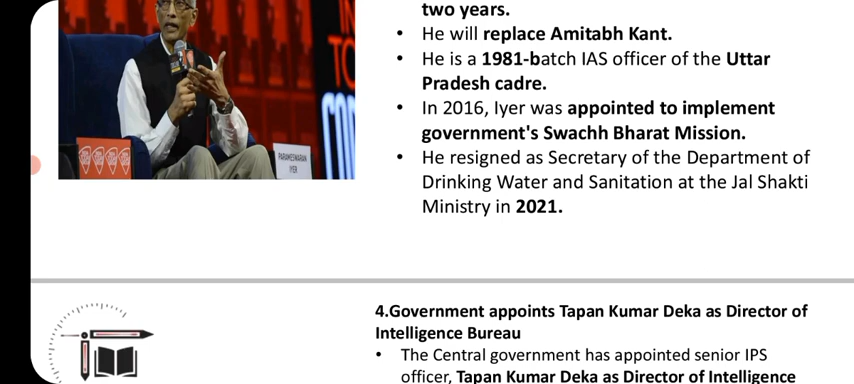 two years.
• He will replace Amitabh Kant.
• He is a 1981-batch IAS officer of the Uttar
Pradesh cadre.
• In 2016, Iyer was appointed to implement
government's Swachh Bharat Mission.
• He resigned as Secretary of the Department of
Drinking Water and Sanitation at the Jal Shakti
Ministry in 2021.
PARAMESWARAN
IYER
4.Government appoints Tapan Kumar Deka as Director of
Intelligence Bureau
• The Central government has appointed senior IPS
officer, Tapan Kumar Deka as Director of Intelligence